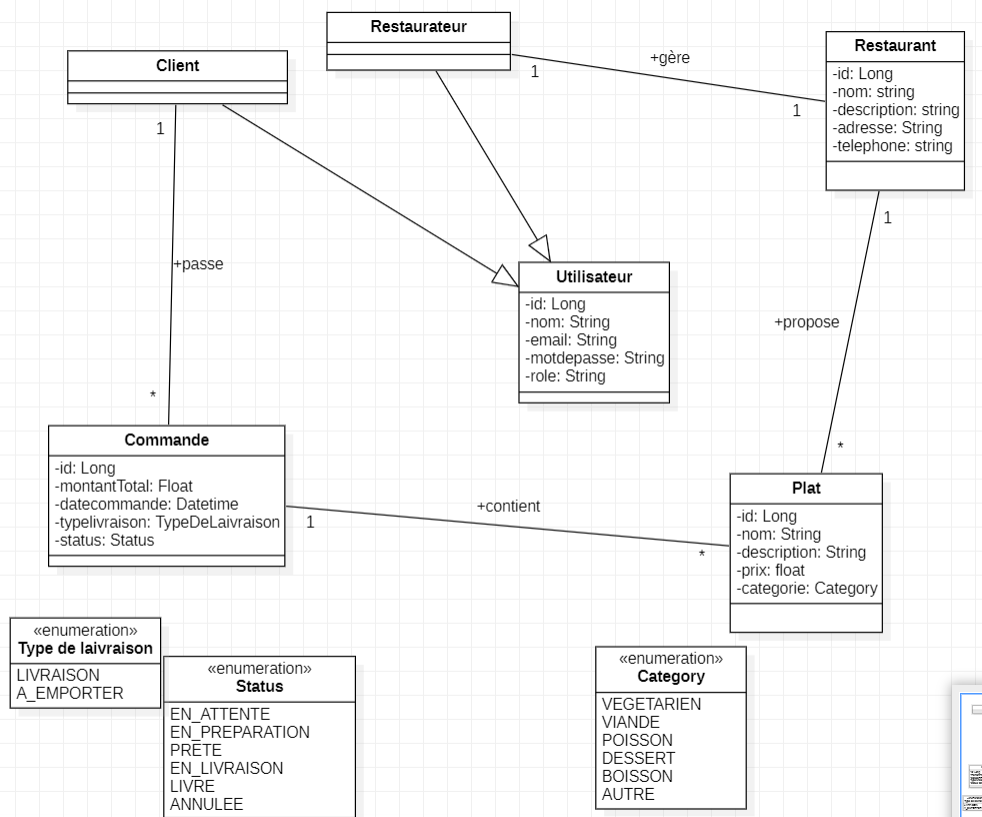 Restaurateur
Client
Restaurant
-id: Long
-nom: string
-description: string
-adresse: String
-telephone: string
+gère
1
1
1
1
+passe
+propose
*
*
Utilisateur
-id: Long
-nom: String
-email: String
-motdepasse: String
-role: String
Commande
-id: Long
-montantTotal: Float
-datecommande: Datetime
-typelivraison: TypeDeLaivraison
-status: Status
+contient
1
*
Plat
-id: Long
-nom: String
-description: String
-prix: float
-categorie: Category
«enumeration»
Type de laivraison
LIVRAISON
A_EMPORTER
«enumeration»
Status
EN_ATTENTE
EN_PREPARATION
PRETE
EN_LIVRAISON
LIVRE
ANNULEE
«enumeration»
Category
VEGETARIEN
VIANDE
POISSON
DESSERT
BOISSON
AUTRE